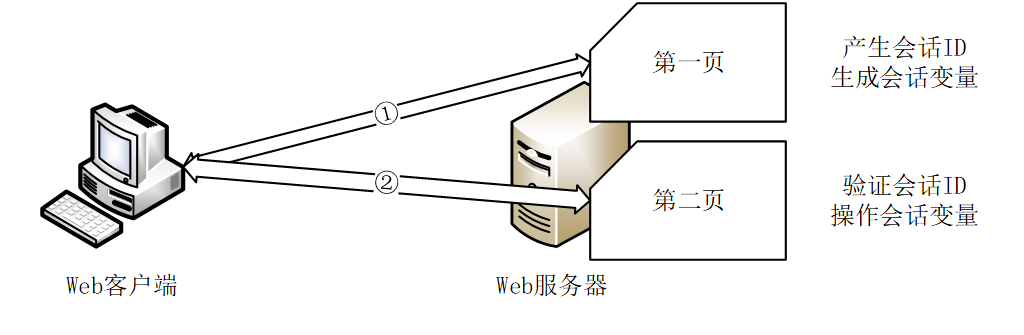 第一页
产生会话ID
生成会话变量
①
②
第二页
验证会话ID
操作会话变量
Web客户端
Web服务器